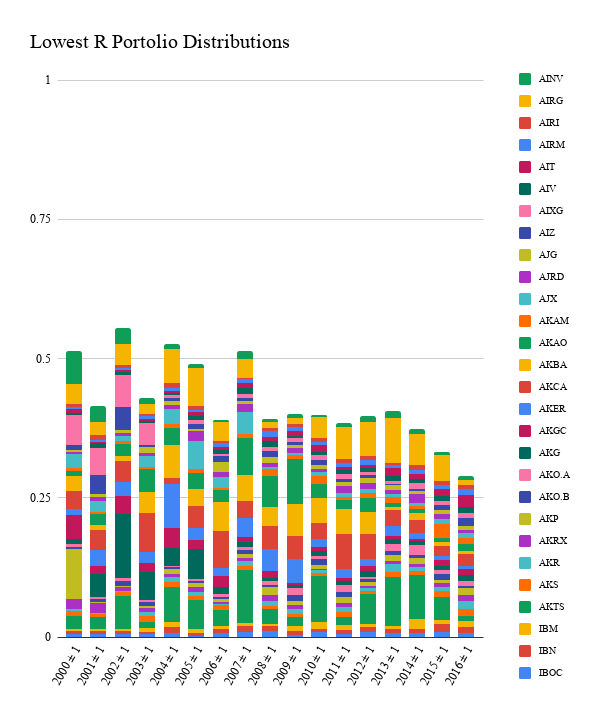 Lowest R Portolio Distributions
1
0.75
0.5
0.25
0
2000±1
2001±1
2002±1
2003±1
2004±1
2005±1
2006±1
2007±1
2008±1
2009±1
2010±1
2011±1
2012±1
2013±1
2014±1
2015±1
2016±1
AINV
AIRG
AIRI
AIRM
AIT
AIV
AIXG
AIZ
AJG
AJRD
AJX
AKAM
AKAO
AKBA
AKCA
AKER
AKGC
AKG
AKO.A
AKO.B
AKP
AKRX
AKR
AKS
AKTS
IBM
IBN
IBOC